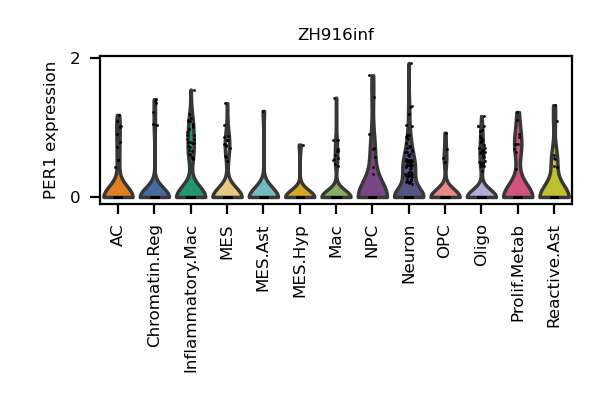 ZH916inf
PER1 expression
2
0
AC
Chromatin.Reg
Inflammatory.Mac
MES
MES.Ast
MES.Hyp
Mac
NPC
Neuron
OPC
Oligo
Prolif.Metab
Reactive.Ast